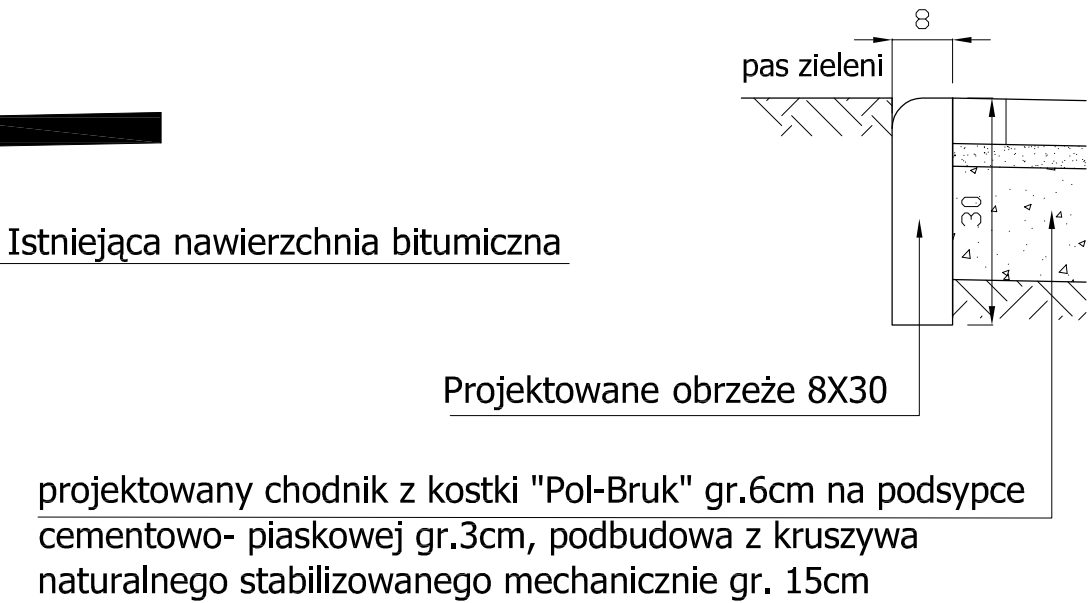 8
pas zieleni
30
Istniejąca nawierzchnia bitumiczna
Projektowane obrzeże 8X30
projektowany chodnik z kostki "Pol-Bruk" gr.6cm na podsypce
cementowo- piaskowej gr.3cm, podbudowa z kruszywa
naturalnego stabilizowanego mechanicznie gr. 15cm